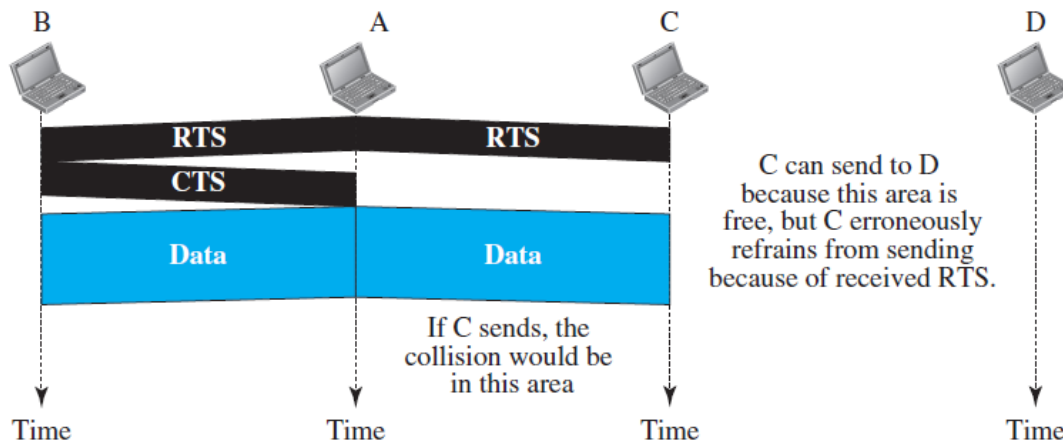 B
A
C
D
RTS
RTS
CTS
C can send to D
because this area is
free, but C erroneously
refrains from sending
because of received RTS.
Data
Data
If C sends, the
collision would be
in this area
Time
Time
Time
Time